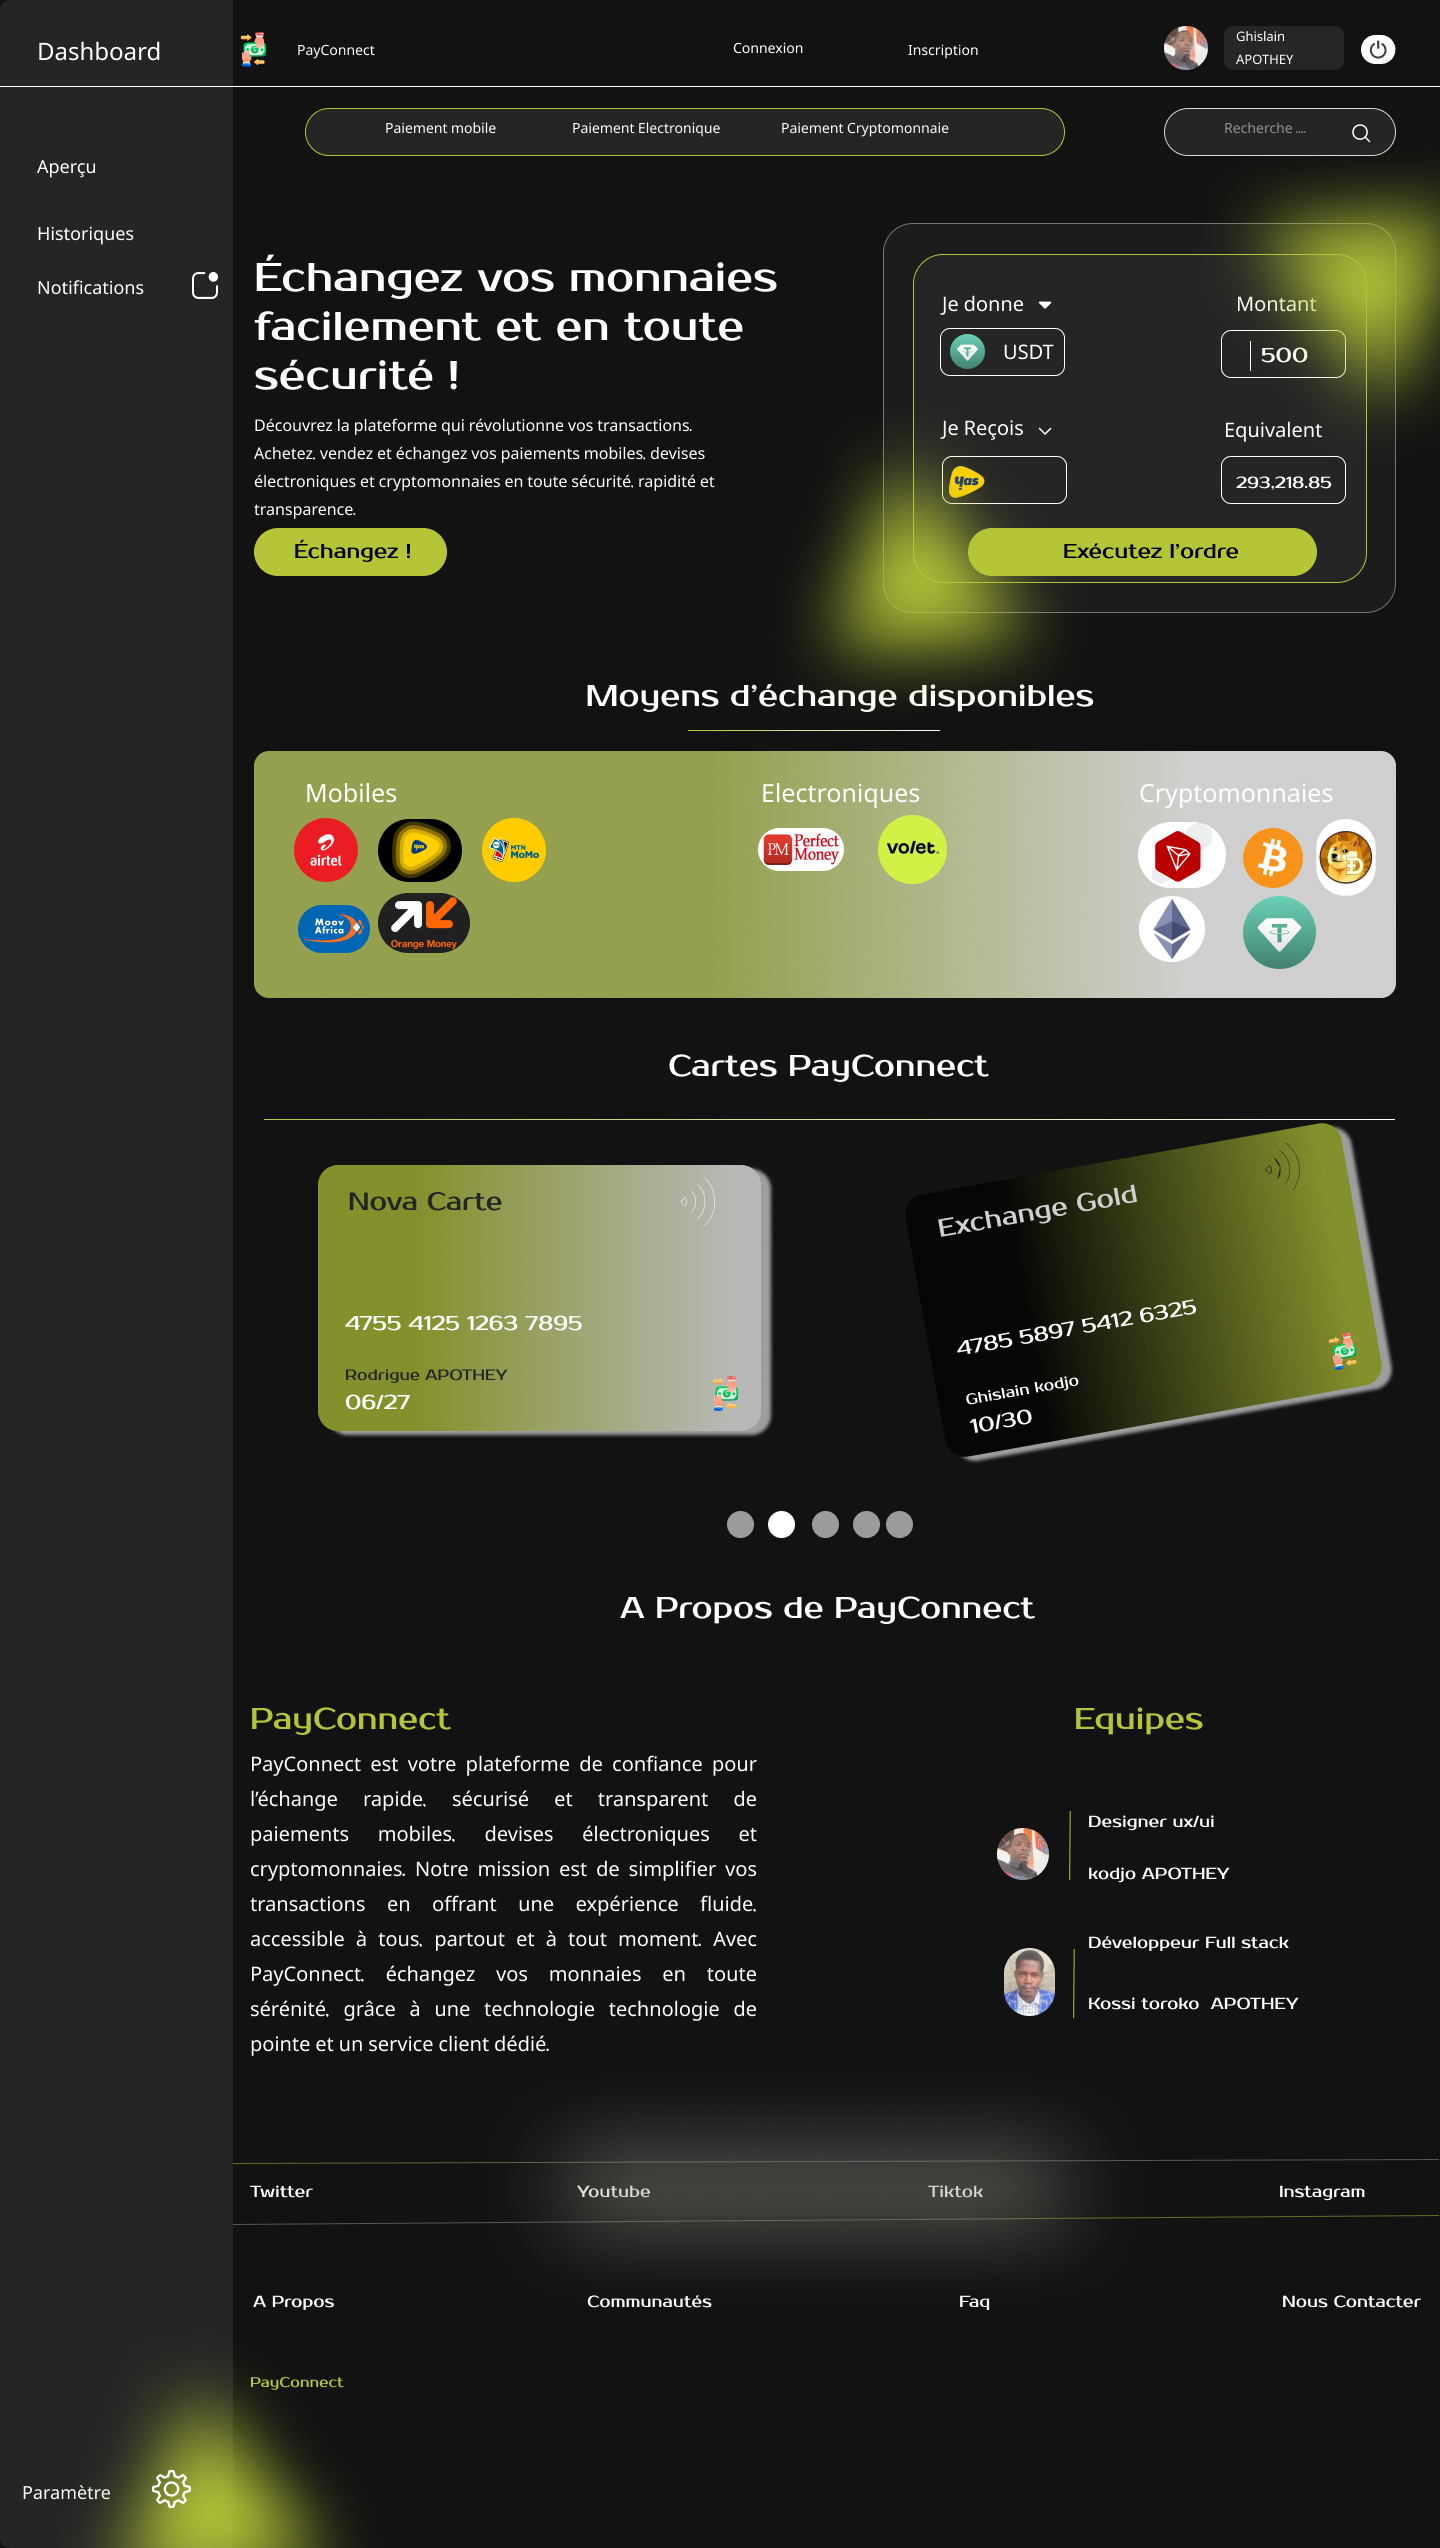 Dashboard
PayConnect
Connexion
Inscription
Ghislain
APOTHEY
Paiement mobile
Paiement Electronique
Paiement Cryptomonnaie
Recherche ....
Aperçu
Historiques
Notifications
Échangez vos monnaies
facilement et en toute
sécurité !
Découvrez la plateforme qui révolutionne vos transactions.
Achetez, vendez et échangez vos paiements mobiles, devises
électroniques et cryptomonnaies en toute sécurité, rapidité et
transparence.
Échangez !
Je donne
Montant
USDT
500
Je Reçois
Equivalent
yas
293,218.85
Exécutez l’ordre
Moyens d’échange disponibles
Mobiles
Electroniques
Cryptomonnaies
airtel
yas
MTN
MoMo
PM
Perfect
Money
volet.
Moov
Africa
Orange Money
Cartes PayConnect
Nova Carte
4755 4125 1263 7895
Rodrigue APOTHEY
06/27
Exchange Gold
4785 5897 5412 6325
Ghislain kodjo
10/30
A Propos de PayConnect
PayConnect
PayConnect est votre plateforme de confiance pour
l’échange rapide, sécurisé et transparent de
paiements mobiles, devises électroniques et
cryptomonnaies. Notre mission est de simplifier vos
transactions en offrant une expérience fluide,
accessible à tous, partout et à tout moment. Avec
PayConnect, échangez vos monnaies en toute
sérénité, grâce à une technologie technologie de
pointe et un service client dédié.
Equipes
Designer ux/ui
kodjo APOTHEY
Développeur Full stack
Kossi toroko APOTHEY
Twitter
Youtube
Tiktok
Instagram
A Propos
Communautés
Faq
Nous Contacter
PayConnect
Paramètre